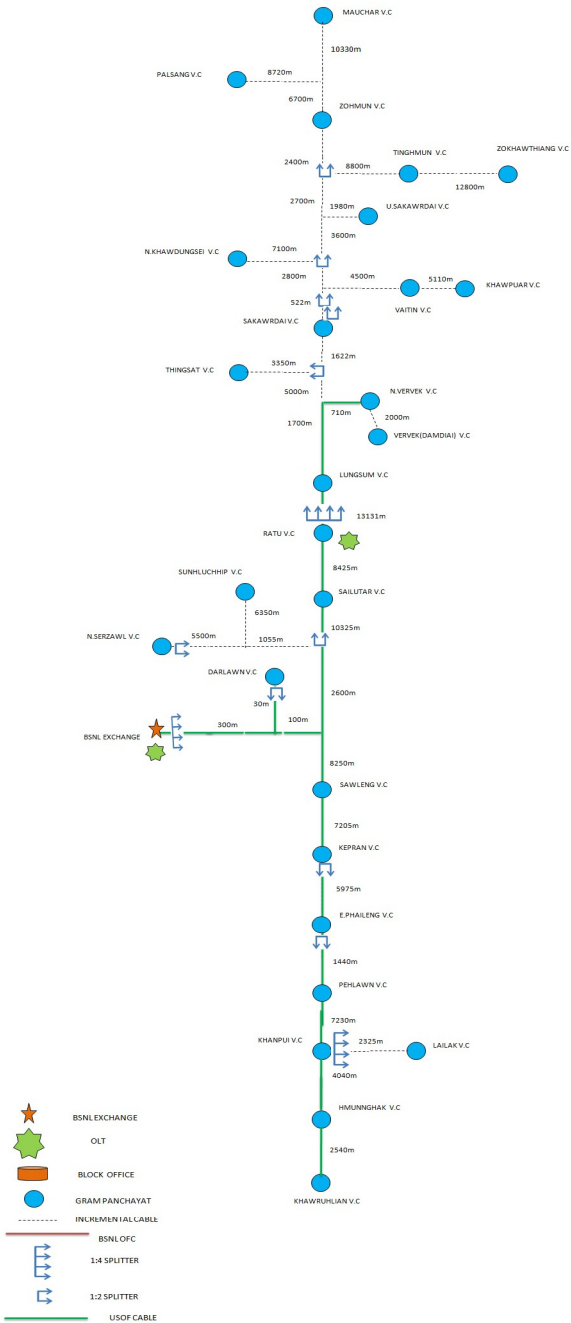 MAUCHAR V.C
10330m
PALSANG V.C
8720m
6700m
ZOHMUN V.C
TINGHMUN V.C
ZOKHAWTHIANG V.C
2400m
8800m
12800m
2700m
1980m
U.SAKAWRDAI V.C
3600m
N.KHAWDUNGSEI V.C
7100m
2800m
4500m
5110m
KHAWPUAR V.C
522m
VAITIN V.C
SAKAWRDAI V.C
1622m
THINGSAT V.C
3350m
5000m
N.VERVEK V.C
710m
2000m
1700m
VERVEK(DAMDIAI) V.C
LUNGSUM V.C
13131m
RATU V.C
8425m
SUNHLUCHHIP V.C
SAILUTAR V.C
6350m
10325m
N.SERZAWL V.C
5500m
1055m
DARLAWN V.C
2600m
30m
100m
300m
BSNL EXCHANGE
8250m
SAWLENG V.C
7205m
KEPRAN V.C
5975m
E.PHAILENG V.C
1440m
PEHLAWN V.C
7230m
KHANPUI V.C
2325m
LAILAK V.C
4040m
HMUNNGHAK V.C
2540m
KHAWRUHLIAN V.C
BSNL EXCHANGE
OLT
BLOCK OFFICE
GRAM PANCHAYAT
INCREMENTAL CABLE
BSNL OFC
1:4 SPLITTER
1:2 SPLITTER
USOF CABLE